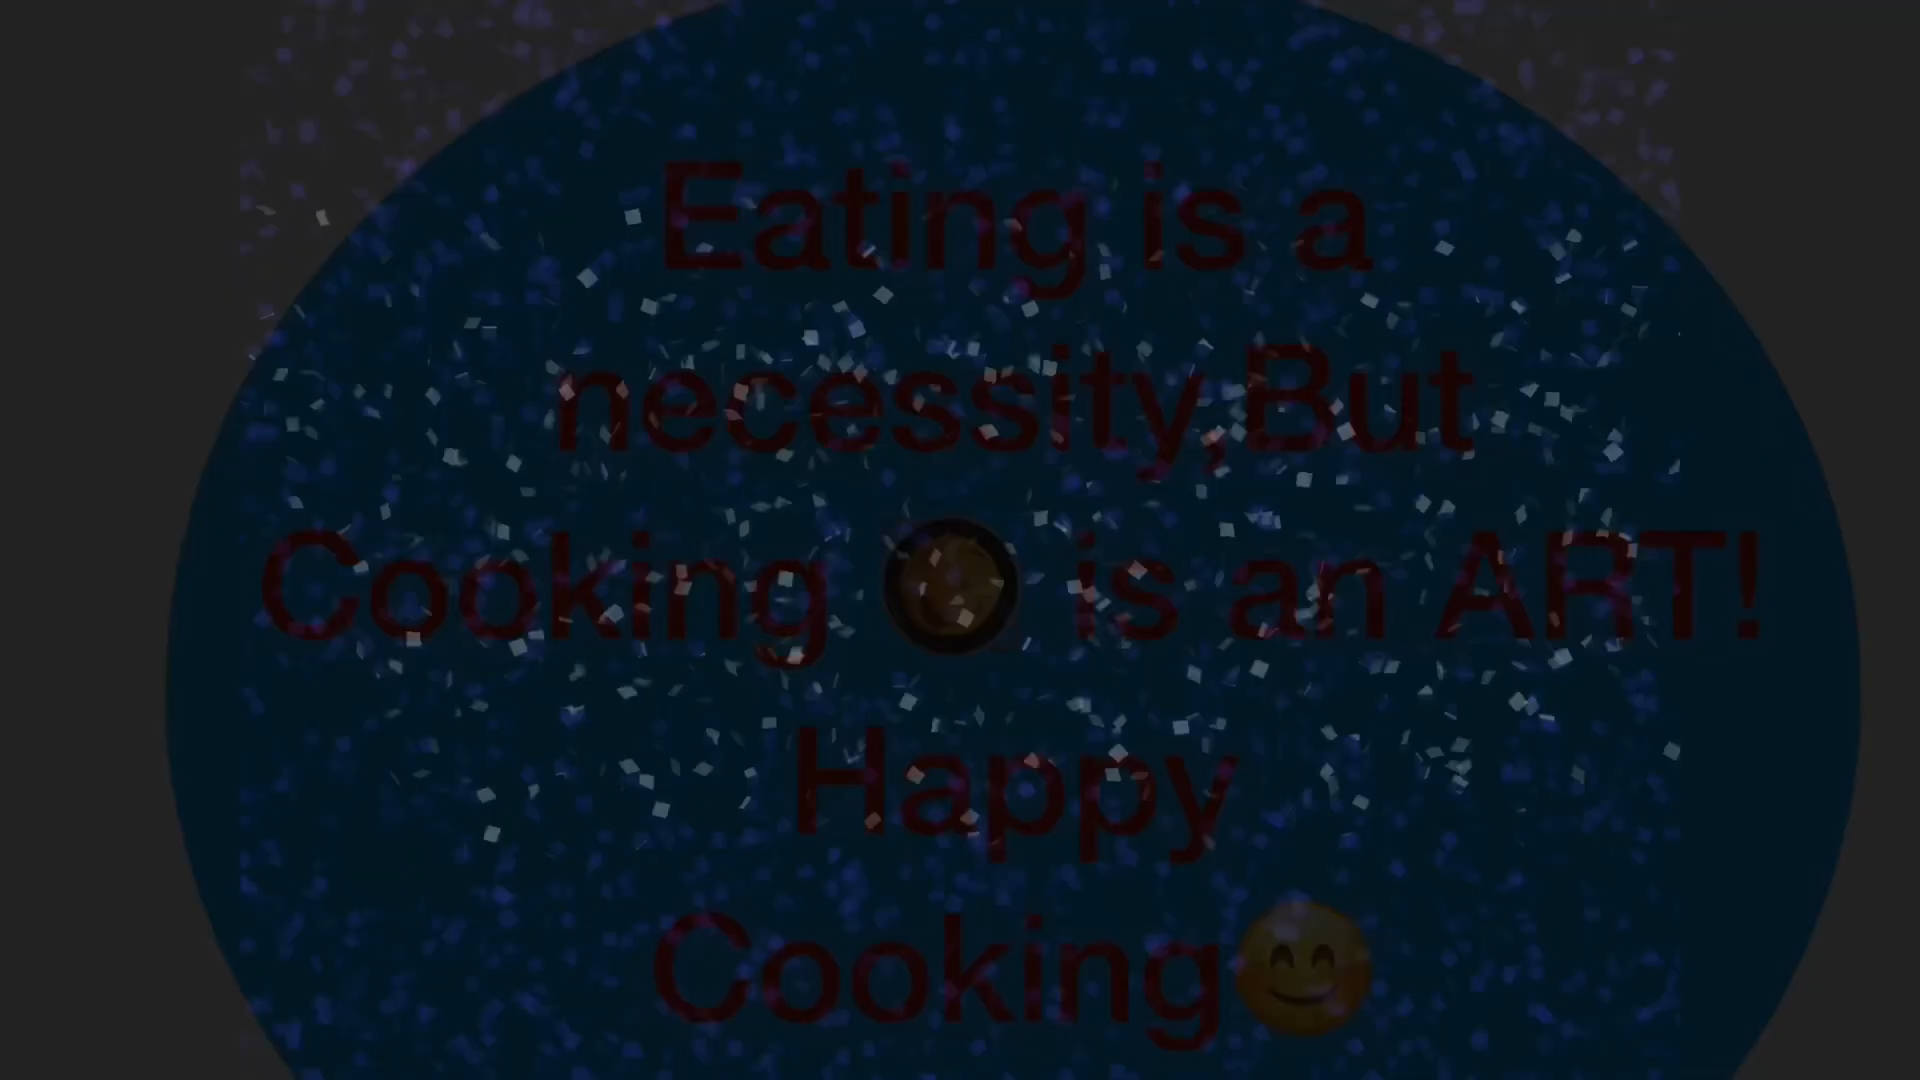 Eating is a
necessity,But
Cooking 🍘 is an ART!
Happy
Cooking😊